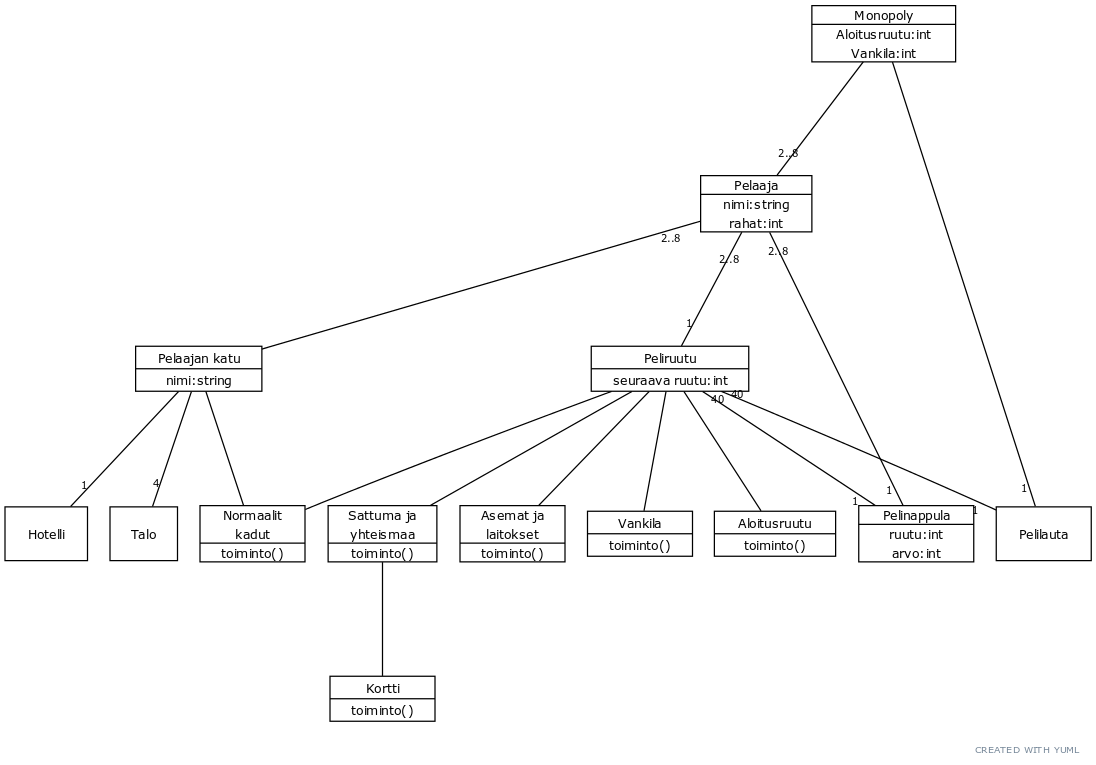 Monopoly
Aloitusruutu:int
Vankila:int
2..8
Pelaaja
nimi:string
rahat:int
2..8
2..8
2..8
1
Pelaajan katu
nimi:string
Peliruutu
seuraava ruutu:int
40
40
1
4
1
1
1
1
Hotelli
Talo
Normaalit
kadut
toiminto()
Sattuma ja
yhteismaa
toiminto()
Asemat ja
laitokset
toiminto()
Vankila
toiminto()
Aloitusruutu
toiminto()
Pelinappula
ruutu:int
arvo:int
Pelilauta
Kortti
toiminto()
CREATED WITH YUML